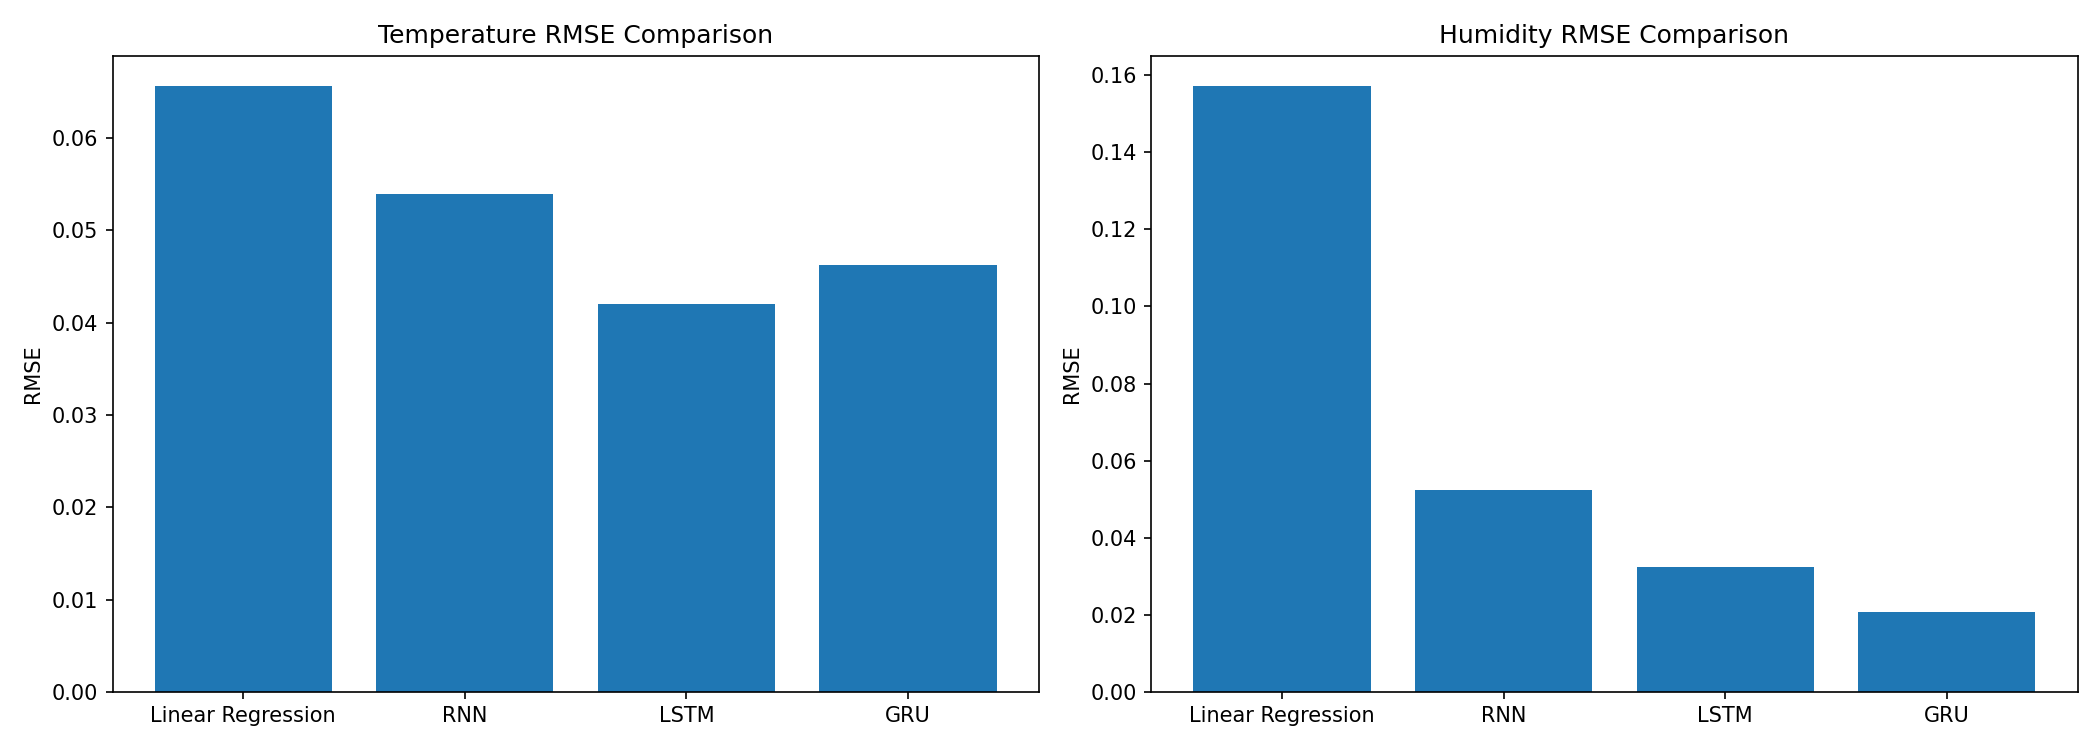 Temperature RMSE Comparison
RMSE
0.06
0.05
0.04
0.03
0.02
0.01
0.00
Linear Regression RNN LSTM GRU
Humidity RMSE Comparison
RMSE
0.16
0.14
0.12
0.10
0.08
0.06
0.04
0.02
0.00
Linear Regression RNN LSTM GRU